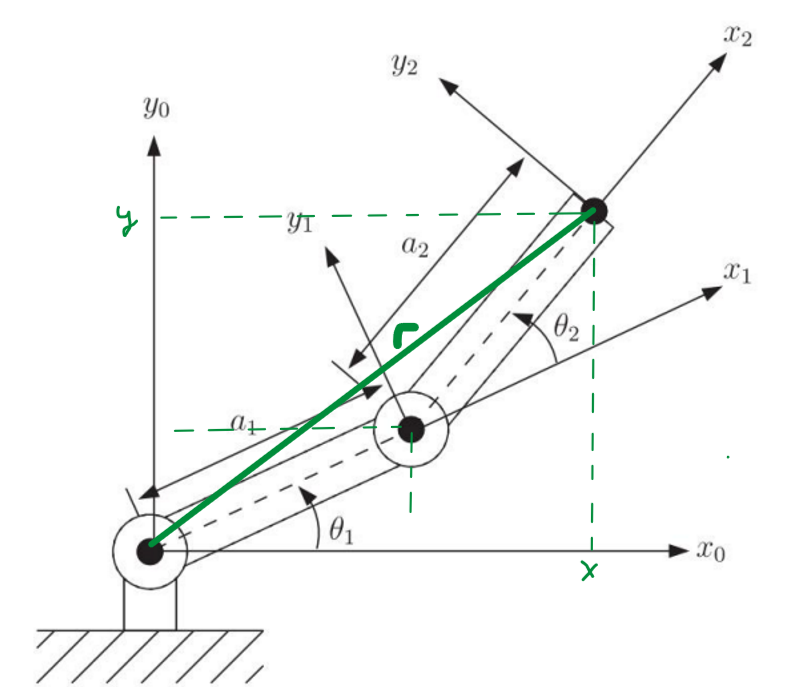 x₂
y₂
y₀
y
y₁
a₂
x₁
r
θ₂
a₁
θ₁
x₀
x